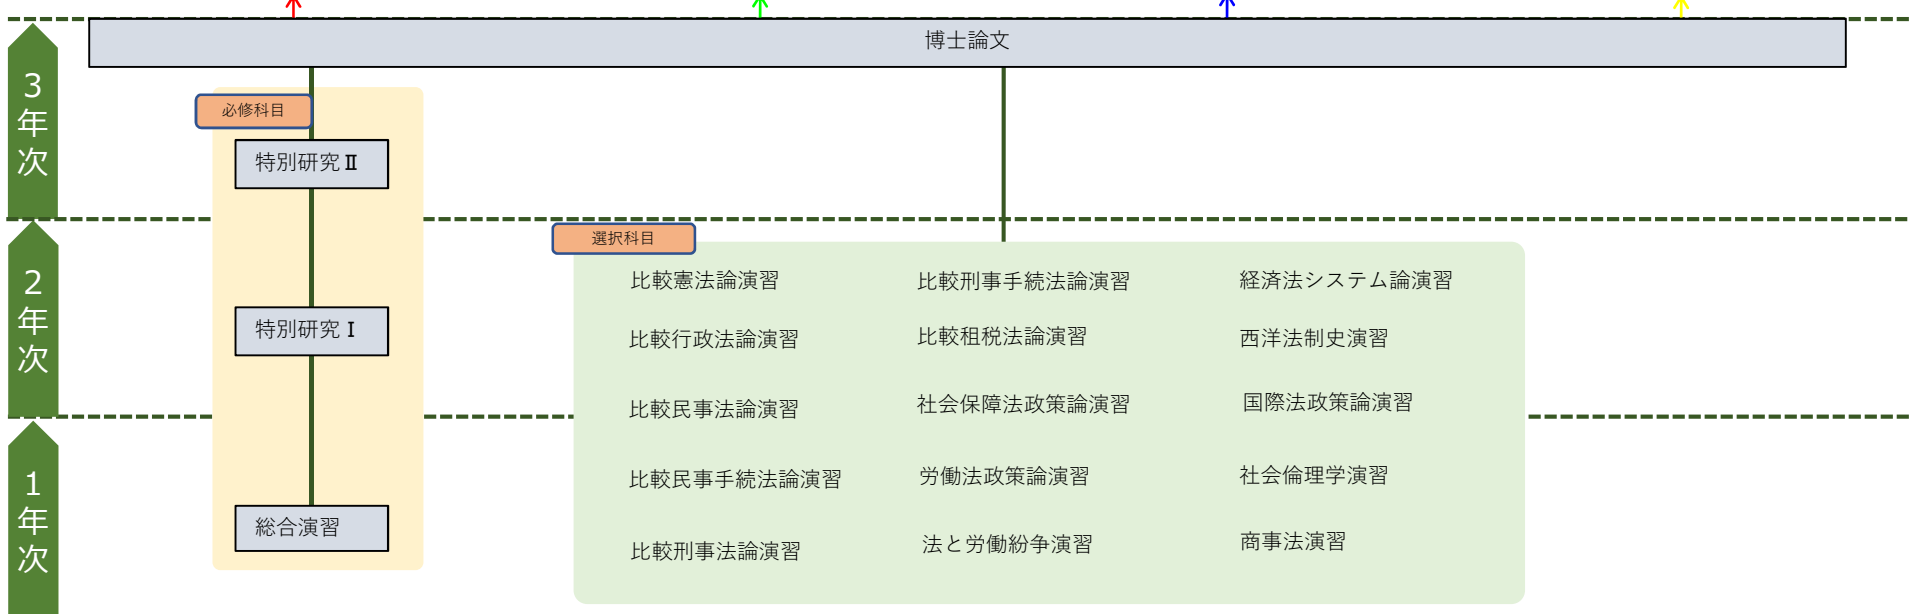 博士論文
3年次
必修科目
特別研究Ⅱ
2年次
選択科目
特別研究Ⅰ
比較憲法論演習
比較刑事手続法論演習
経済法システム論演習
比較行政法論演習
比較租税法論演習
西洋法制史演習
比較民事法論演習
社会保障法政策論演習
国際法政策論演習
1年次
比較民事手続法論演習
労働法政策論演習
社会倫理学演習
総合演習
比較刑事法論演習
法と労働紛争演習
商事法演習